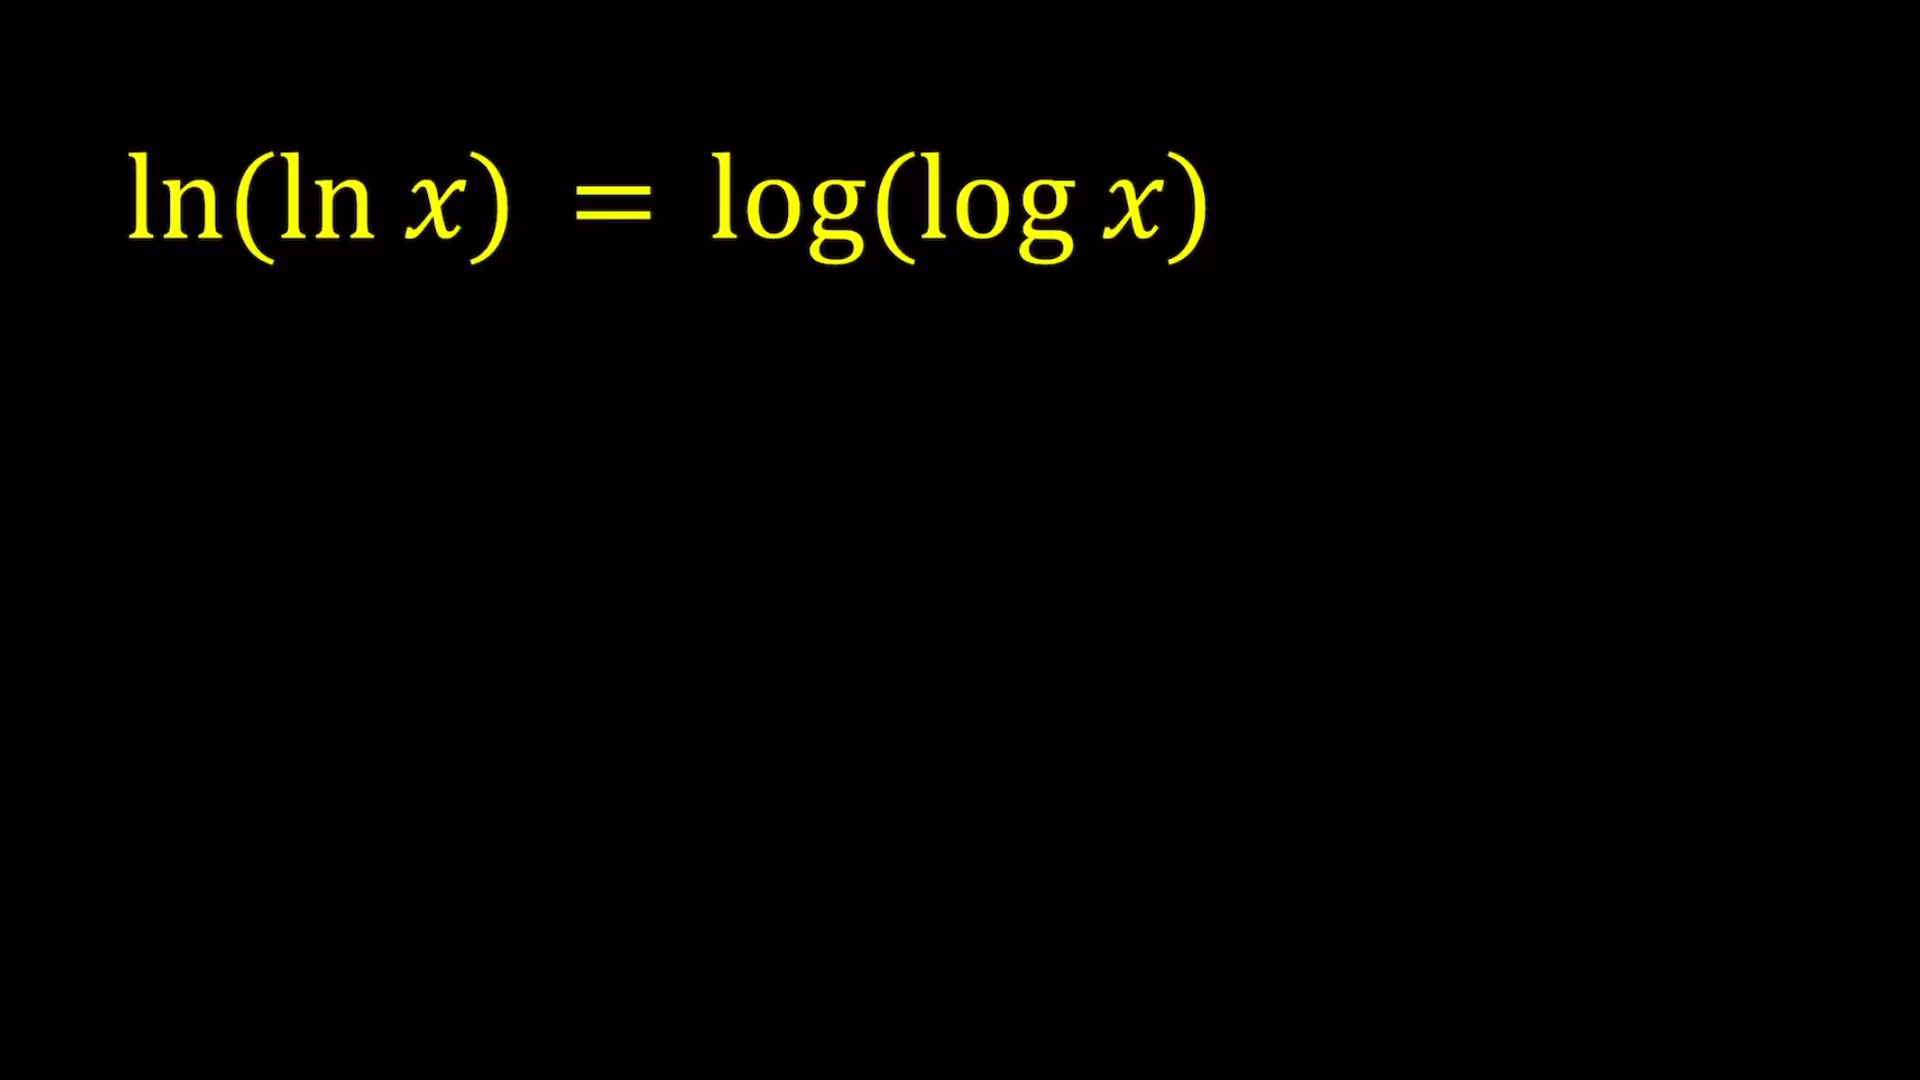 ln(ln x) = log(log x)